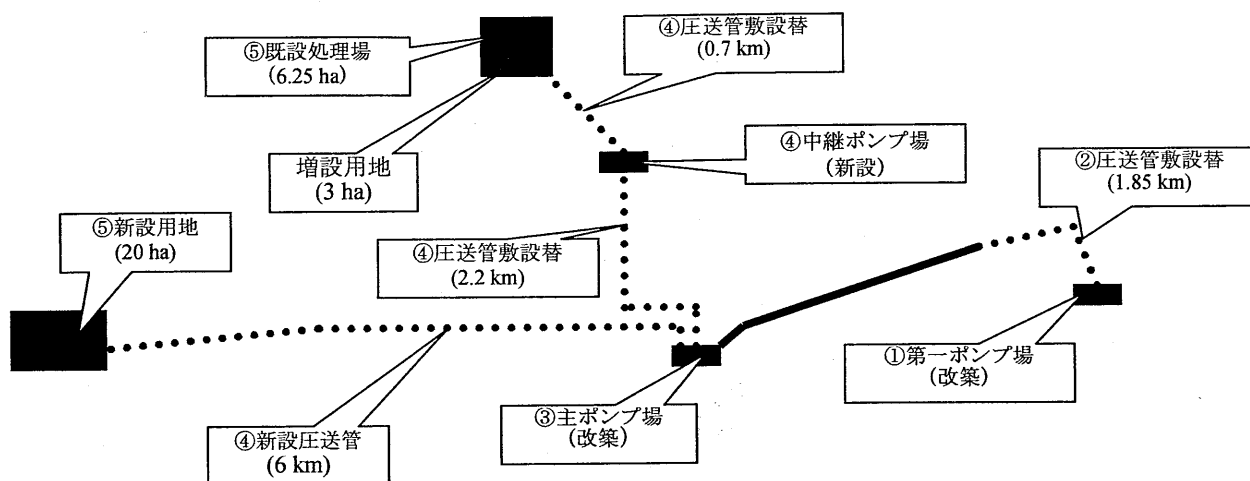 ⑤既設処理場
(6.25 ha)
④圧送管敷設替
(0.7 km)
増設用地
(3 ha)
④中継ポンプ場
(新設)
②圧送管敷設替
(1.85 km)
⑤新設用地
(20 ha)
④圧送管敷設替
(2.2 km)
①第一ポンプ場
(改築)
③主ポンプ場
(改築)
④新設圧送管
(6 km)